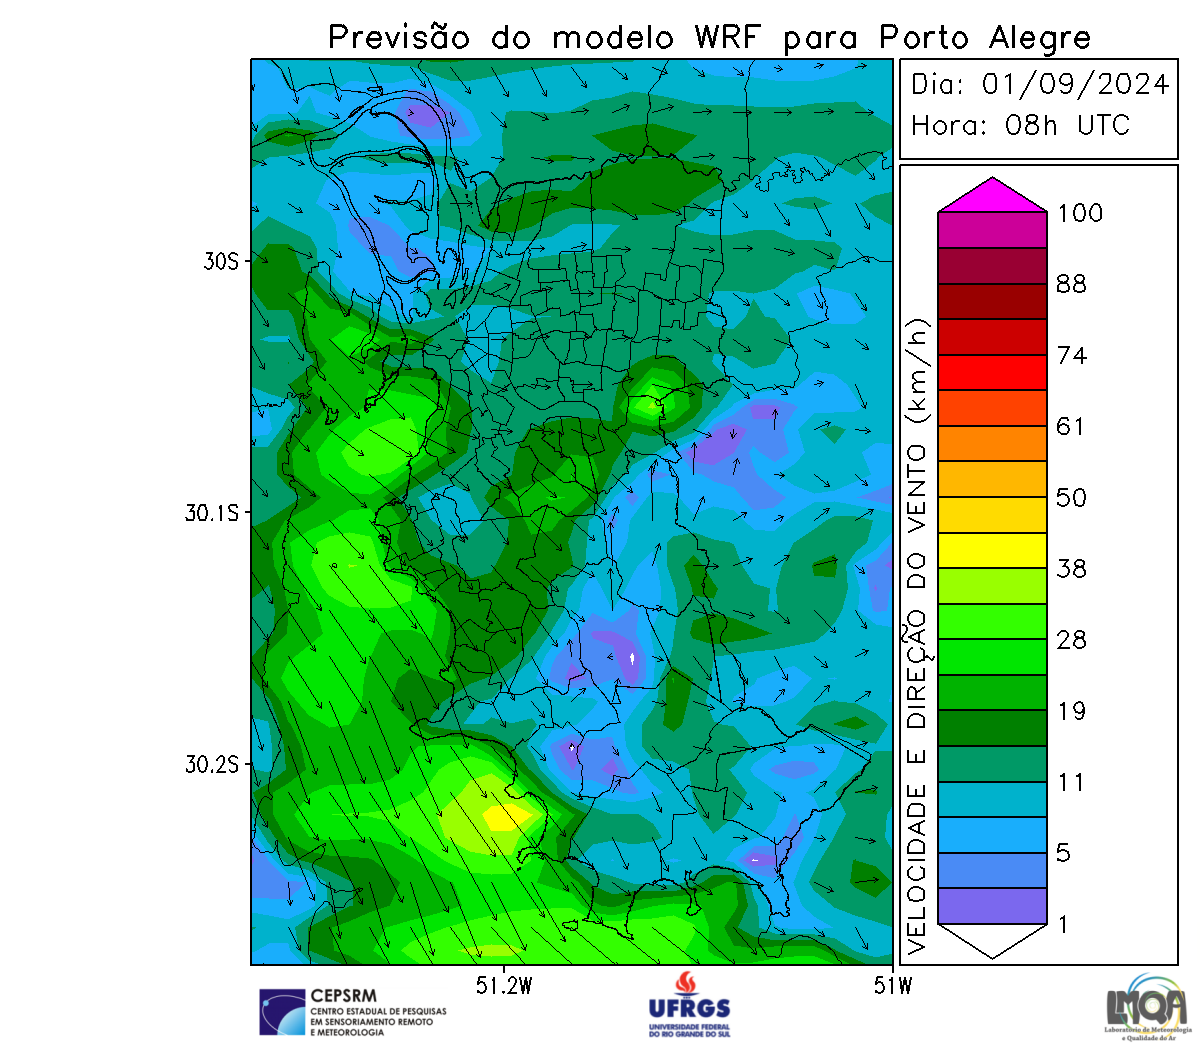 Previsão do modelo WRF para Porto Alegre
Dia: 01/09/2024
Hora: 08h UTC
100
88
74
61
50
38
28
19
11
5
1
VELOCIDADE E DIREÇÃO DO VENTO (km/h)
30S
30.1S
30.2S
51.2W
51W
CEPSRM
CENTRO ESTADUAL DE PESQUISAS
EM SENSORIAMENTO REMOTO
E METEOROLOGIA
UFRGS
UNIVERSIDADE FEDERAL
DO RIO GRANDE DO SUL
LMQA
Laboratório de Meteorologia
e Qualidade do Ar